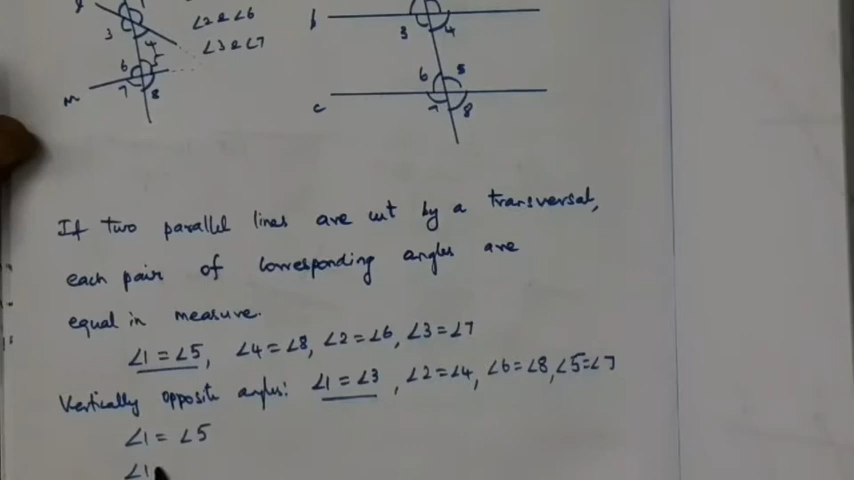 1
∠2 & ∠6
3 4
∠3 & ∠7
6
m 7 8
b
3 4
6 5
c 7 8
If two parallel lines are cut by a transversal,
each pair of corresponding angles are
equal in measure.
∠1 = ∠5, ∠4 = ∠8, ∠2 = ∠6, ∠3 = ∠7
Vertically opposite angles: ∠1 = ∠3, ∠2 = ∠4, ∠6 = ∠8, ∠5 = ∠7
∠1 = ∠5
∠1